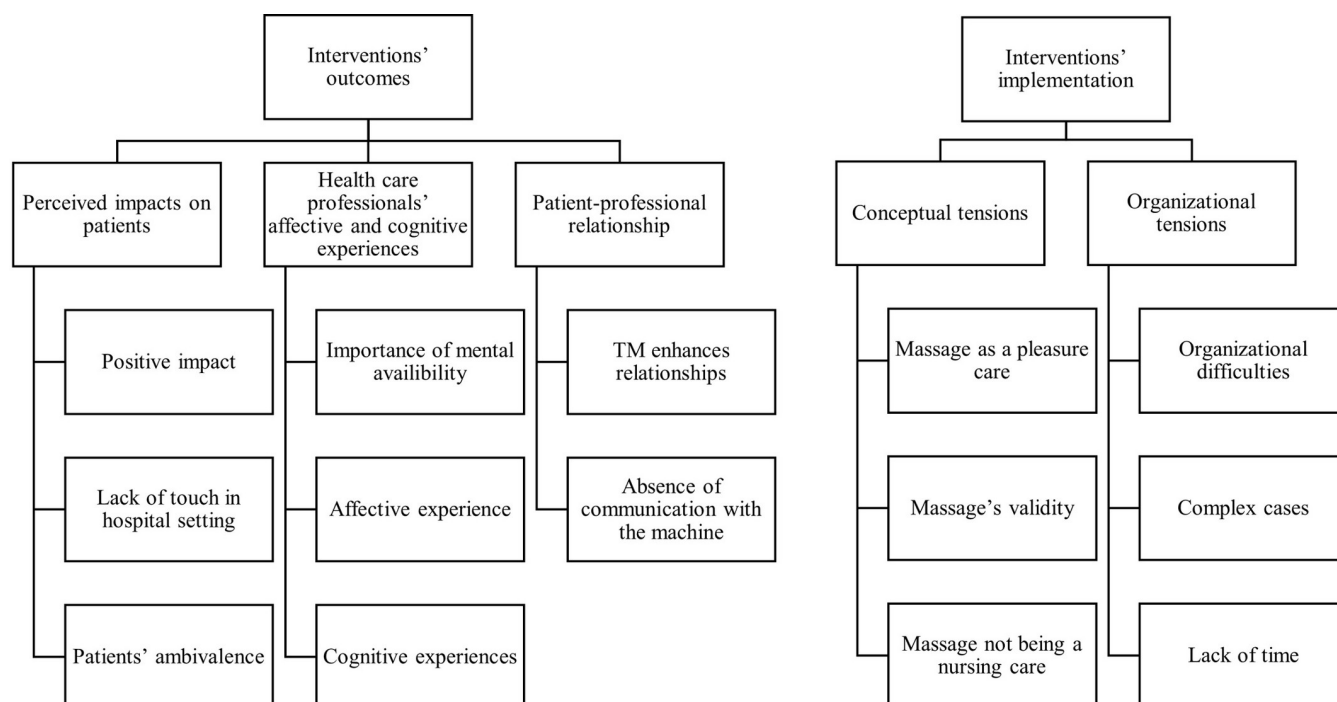 Interventions’
outcomes
Interventions’
implementation
Perceived impacts on
patients
Health care
professionals’
affective and cognitive
experiences
Patient-professional
relationship
Conceptual tensions
Organizational
tensions
Positive impact
Importance of mental
availibility
TM enhances
relationships
Massage as a pleasure
care
Organizational
difficulties
Lack of touch in
hospital setting
Affective experience
Absence of
communication with
the machine
Massage’s validity
Complex cases
Patients’ ambivalence
Cognitive experiences
Massage not being a
nursing care
Lack of time